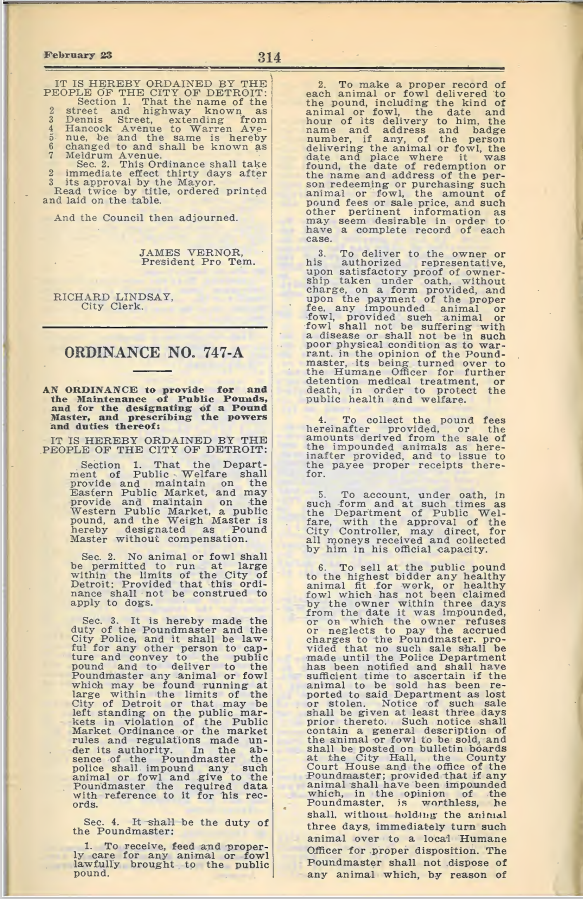 February 23
314
IT IS HEREBY ORDAINED BY THE
PEOPLE OF THE CITY OF DETROIT:
Section 1. That the name of the
2 street and highway known as
3 Dennis Street, extending from
4 Hancock Avenue to Warren Ave-
5 nue, be and the same is hereby
6 changed to and shall be known as
7 Meldrum Avenue.
Sec. 2. This Ordinance shall take
2 immediate effect thirty days after
3 its approval by the Mayor.
Read twice by title, ordered printed
and laid on the table.
And the Council then adjourned.
JAMES VERNOR,
President Pro Tem.
RICHARD LINDSAY,
City Clerk.
ORDINANCE NO. 747-A
AN ORDINANCE to provide for and
the Maintenance of Public Pounds,
and for the designating of a Pound
Master, and prescribing the powers
and duties thereof:
IT IS HEREBY ORDAINED BY THE
PEOPLE OF THE CITY OF DETROIT:
Section 1. That the Depart-
ment of Public Welfare shall
provide and maintain on the
Eastern Public Market, and may
provide and maintain on the
Western Public Market, a public
pound, and the Weigh Master is
hereby designated as Pound
Master without compensation.
Sec. 2. No animal or fowl shall
be permitted to run at large
within the limits of the City of
Detroit: Provided that this ordi-
nance shall not be construed to
apply to dogs.
Sec. 3. It is hereby made the
duty of the Poundmaster and the
City Police, and it shall be law-
ful for any other person to cap-
ture and convey to the public
pound and to deliver to the
Poundmaster any animal or fowl
which may be found running at
large within the limits of the
City of Detroit or that may be
left standing on the public mar-
kets in violation of the Public
Market Ordinance or the market
rules and regulations made un-
der its authority. In the ab-
sence of the Poundmaster the
police shall impound any such
animal or fowl and give to the
Poundmaster the required data
with reference to it for his rec-
ords.
Sec. 4. It shall be the duty of
the Poundmaster:
1. To receive, feed and proper-
ly care for any animal or fowl
lawfully brought to the public
pound.
2. To make a proper record of
each animal or fowl delivered to
the pound, including the kind of
animal or fowl, the date and
hour of its delivery to him, the
name and address and badge
number, if any, of the person
delivering the animal or fowl, the
date and place where it was
found, the date of redemption or
the name and address of the per-
son redeeming or purchasing such
animal or fowl, the amount of
pound fees or sale price, and such
other pertinent information as
may seem desirable in order to
have a complete record of each
case.
3. To deliver to the owner or
his authorized representative,
upon satisfactory proof of owner-
ship taken under oath, without
charge, on a form provided, and
upon the payment of the proper
fee, any impounded animal or
fowl, provided such animal or
fowl shall not be suffering with
a disease or shall not be in such
poor physical condition as to war-
rant. in the opinion of the Pound-
master, its being turned over to
the Humane Officer for further
detention medical treatment, or
death, in order to protect the
public health and welfare.
4. To collect the pound fees
hereinafter provided, or the
amounts derived from the sale of
the impounded animals as here-
inafter provided, and to issue to
the payee proper receipts there-
for.
5. To account, under oath, in
such form and at such times as
the Department of Public Wel-
fare, with the approval of the
City Controller, may direct, for
all moneys received and collected
by him in his official capacity.
6. To sell at the public pound
to the highest bidder any healthy
animal fit for work, or healthy
fowl which has not been claimed
by the owner within three days
from the date it was impounded,
or on which the owner refuses
or neglects to pay the accrued
charges to the Poundmaster. pro-
vided that no such sale shall be
made until the Police Department
has been notified and shall have
sufficient time to ascertain if the
animal to be sold has been re-
ported to said Department as lost
or stolen. Notice of such sale
shall be given at least three days
prior thereto. Such notice shall
contain a general description of
the animal or fowl to be sold, and
shall be posted on bulletin boards
at the City Hall, the County
Court House and the office of the
Poundmaster; provided that if any
animal shall have been impounded
which, in the opinion of the
Poundmaster, is worthless, he
shall, without holding the animal
three days, immediately turn such
animal over to a local Humane
Officer for proper disposition. The
Poundmaster shall not dispose of
any animal which, by reason of